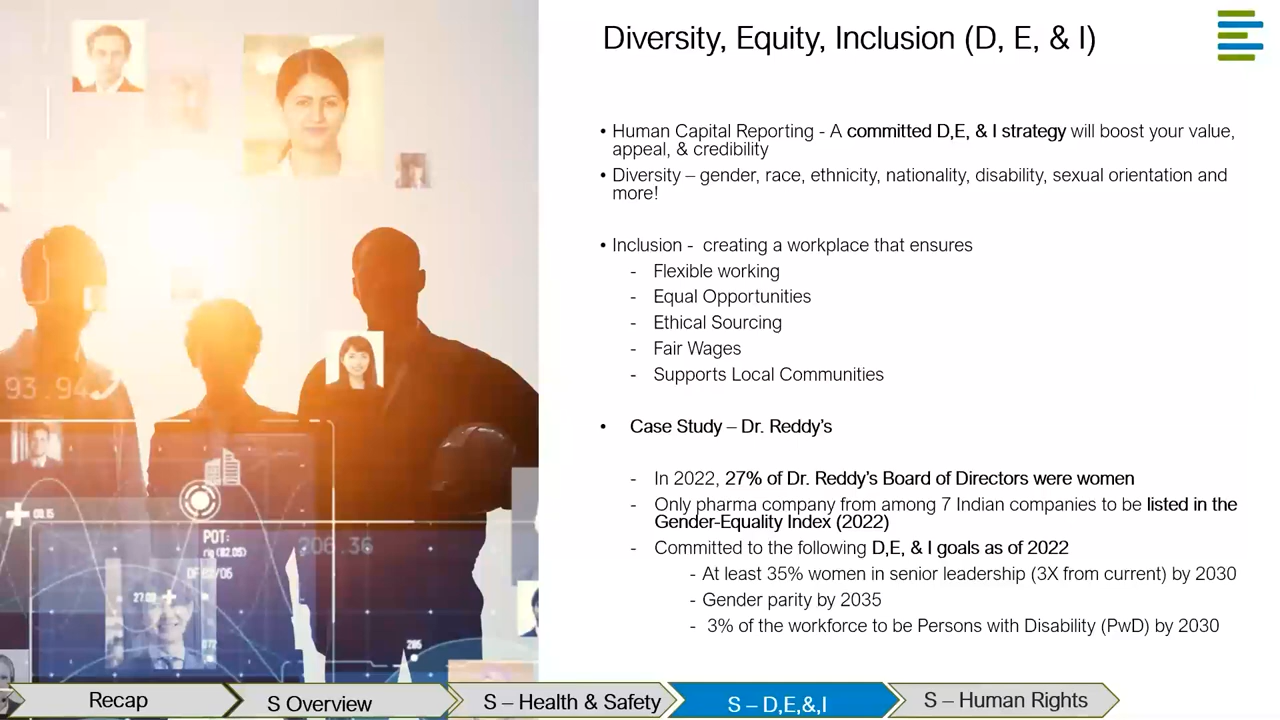 Diversity, Equity, Inclusion (D, E, & I)
• Human Capital Reporting - A committed D,E, & I strategy will boost your value,
appeal, & credibility
• Diversity – gender, race, ethnicity, nationality, disability, sexual orientation and
more!
• Inclusion - creating a workplace that ensures
- Flexible working
- Equal Opportunities
- Ethical Sourcing
- Fair Wages
- Supports Local Communities
• Case Study – Dr. Reddy's
- In 2022, 27% of Dr. Reddy's Board of Directors were women
- Only pharma company from among 7 Indian companies to be listed in the
Gender-Equality Index (2022)
- Committed to the following D,E, & I goals as of 2022
- At least 35% women in senior leadership (3X from current) by 2030
- Gender parity by 2035
- 3% of the workforce to be Persons with Disability (PwD) by 2030
93.94
POT:
206.36
285
Recap
S Overview
S – Health & Safety
S – D,E,&,I
S – Human Rights